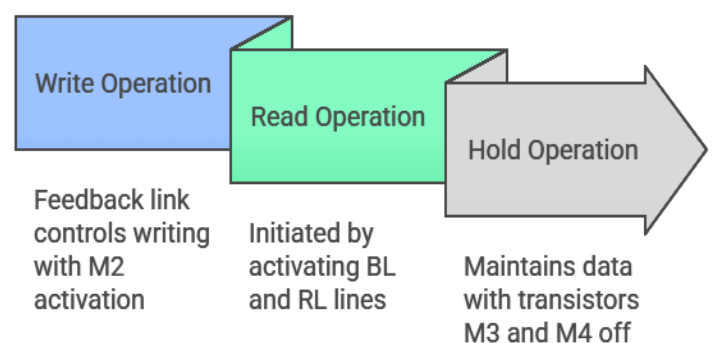 Write Operation
Feedback link
controls writing
with M2
activation
Read Operation
Initiated by
activating BL
and RL lines
Hold Operation
Maintains data
with transistors
M3 and M4 off